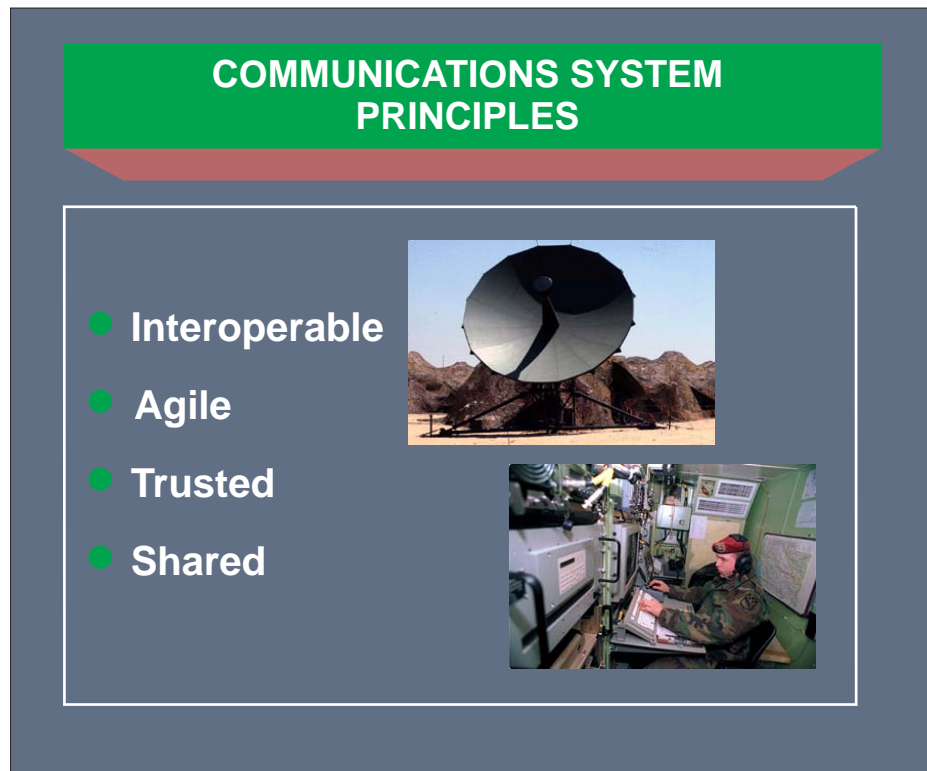 COMMUNICATIONS SYSTEM
PRINCIPLES
Interoperable
Agile
Trusted
Shared